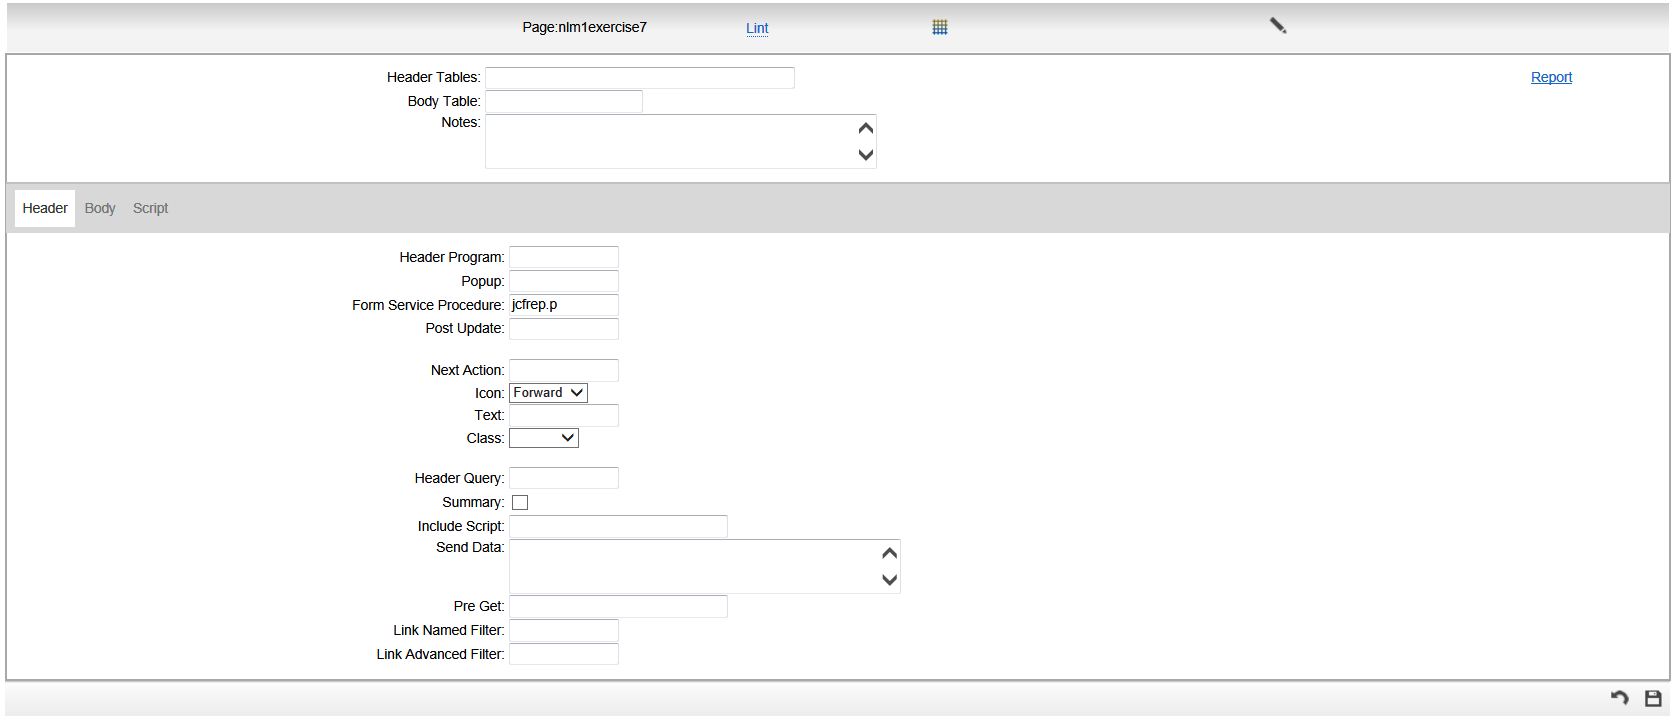 Page:nlm1exercise7 Lint
Header Tables: Report
Body Table:
Notes:
Header Body Script
Header Program:
Popup:
Form Service Procedure: jcfrep.p
Post Update:
Next Action:
Icon: Forward
Text:
Class:
Header Query:
Summary:
Include Script:
Send Data:
Pre Get:
Link Named Filter:
Link Advanced Filter: